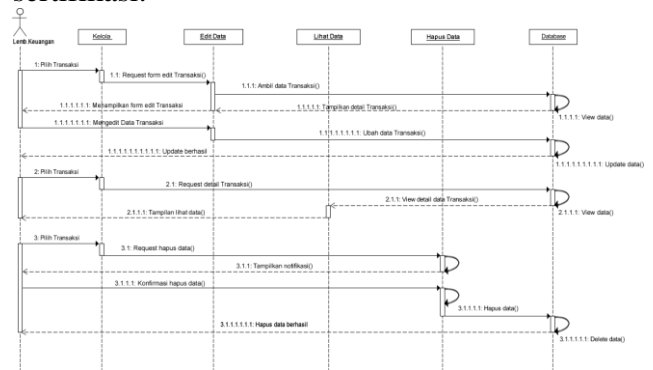 sertifikasi.
Lemb.Keuangan
Kelola
Edit Data
Lihat Data
Hapus Data
Database
1: Pilih Transaksi
1.1: Request form edit Transaksi()
1.1.1: Ambil data Transaksi()
1.1.1.1: View data()
1.1.1.1.1: Tampilkan detail Transaksi()
1.1.1.1.1.1: Menampilkan form edit Transaksi
1.1.1.1.1.1.1: Mengedit Data Transaksi
1.1.1.1.1.1.1.1: Ubah data Transaksi()
1.1.1.1.1.1.1.1.1: Update data()
1.1.1.1.1.1.1.1.1.1: Update berhasil
2: Pilih Transaksi
2.1: Request detail Transaksi()
2.1.1: View detail data Transaksi()
2.1.1.1: View data()
2.1.1.1: Tampilan lihat data()
3: Pilih Transaksi
3.1: Request hapus data()
3.1.1: Tampilkan notifikasi()
3.1.1.1: Konfirmasi hapus data()
3.1.1.1.1: Hapus data()
3.1.1.1.1.1: Delete data()
3.1.1.1.1.1.1: Hapus data berhasil